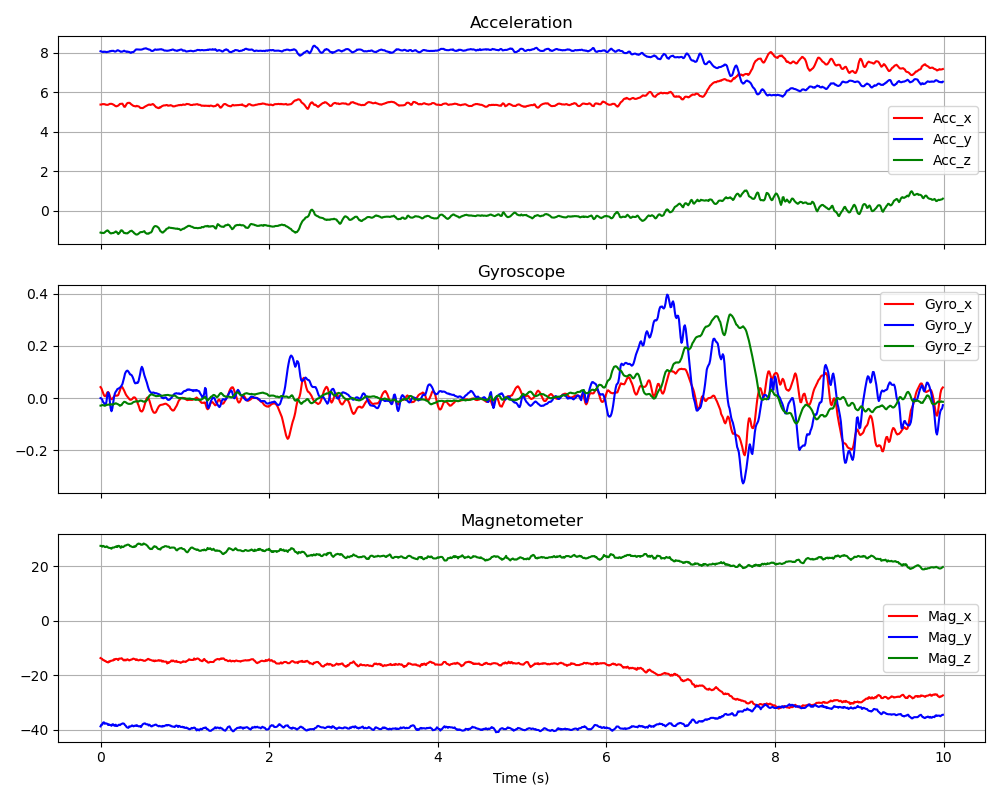 Acceleration
8
6
4
2
0
Acc_x
Acc_y
Acc_z
Gyroscope
0.4
0.2
0.0
−0.2
Gyro_x
Gyro_y
Gyro_z
Magnetometer
20
0
−20
−40
Mag_x
Mag_y
Mag_z
0 2 4 6 8 10
Time (s)